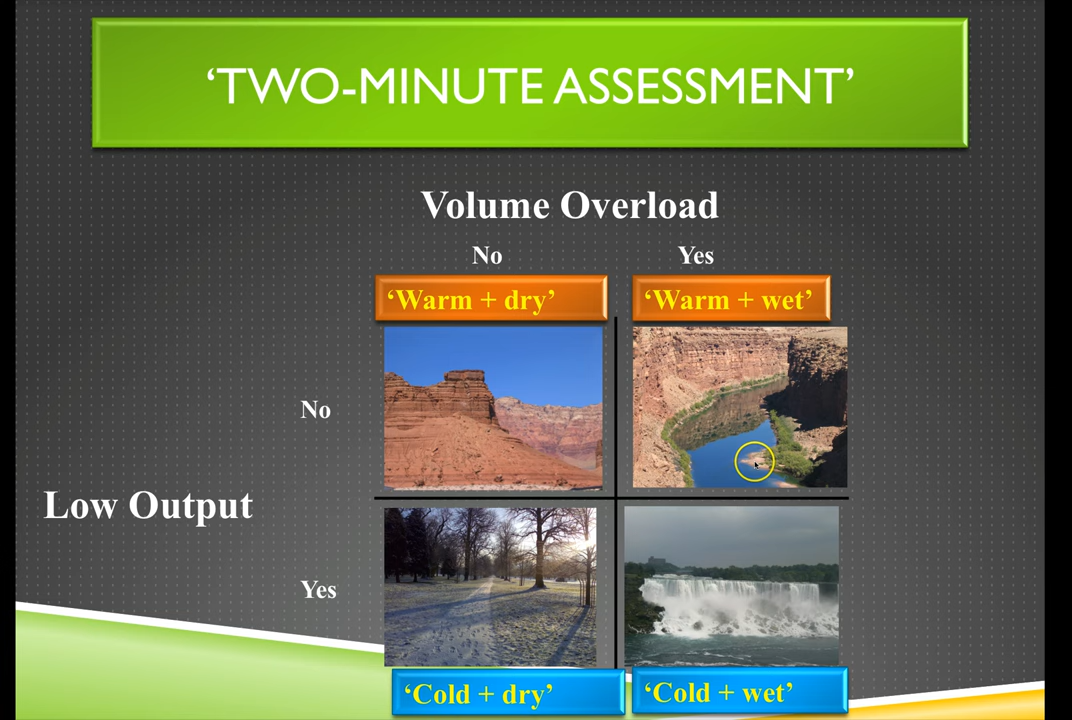 ‘TWO-MINUTE ASSESSMENT’
Volume Overload
No Yes
‘Warm + dry’ ‘Warm + wet’
No
Low Output
Yes
‘Cold + dry’ ‘Cold + wet’